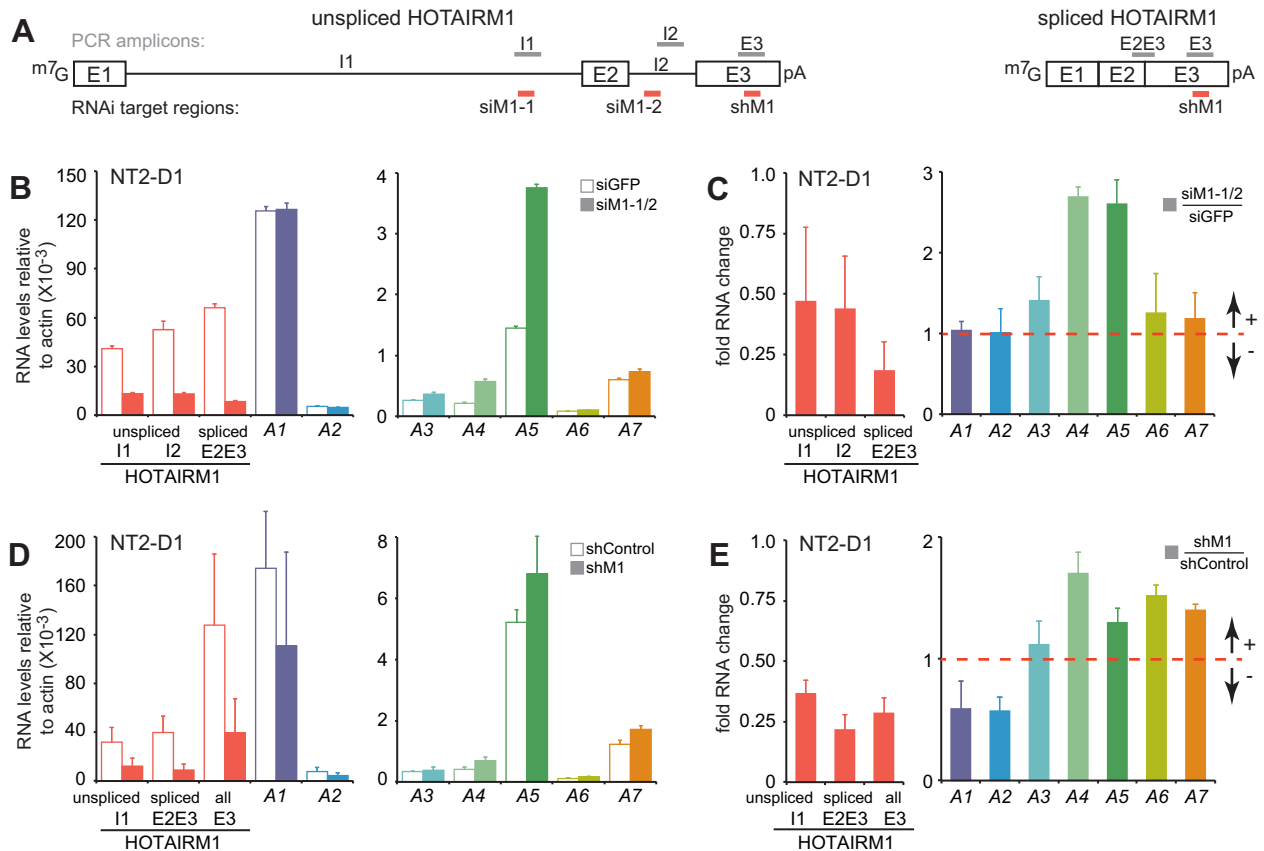 A
unspliced HOTAIRM1
spliced HOTAIRM1
PCR amplicons:
I1
I2
E3
E2E3
E3
m7G
E1
I1
E2
I2
E3
pA
m7G
E1
E2
E3
pA
RNAi target regions:
siM1-1
siM1-2
shM1
shM1
B
NT2-D1
RNA levels relative
to actin (X10-3)
150
120
90
60
30
0
unspliced
spliced
I1
I2
E2E3
HOTAIRM1
A1
A2
4
3
2
1
0
siGFP
siM1-1/2
A3
A4
A5
A6
A7
C
NT2-D1
fold RNA change
1.0
0.75
0.50
0.25
0
unspliced
spliced
I1
I2
E2E3
HOTAIRM1
3
2
1
0
siM1-1/2
siGFP
+
-
A1
A2
A3
A4
A5
A6
A7
D
NT2-D1
RNA levels relative
to actin (X10-3)
200
160
120
80
40
0
unspliced
spliced
all
I1
E2E3
E3
HOTAIRM1
A1
A2
8
6
4
2
0
shControl
shM1
A3
A4
A5
A6
A7
E
NT2-D1
fold RNA change
1.0
0.75
0.50
0.25
0
unspliced
spliced
all
I1
E2E3
E3
HOTAIRM1
2
1
0
shM1
shControl
+
-
A1
A2
A3
A4
A5
A6
A7